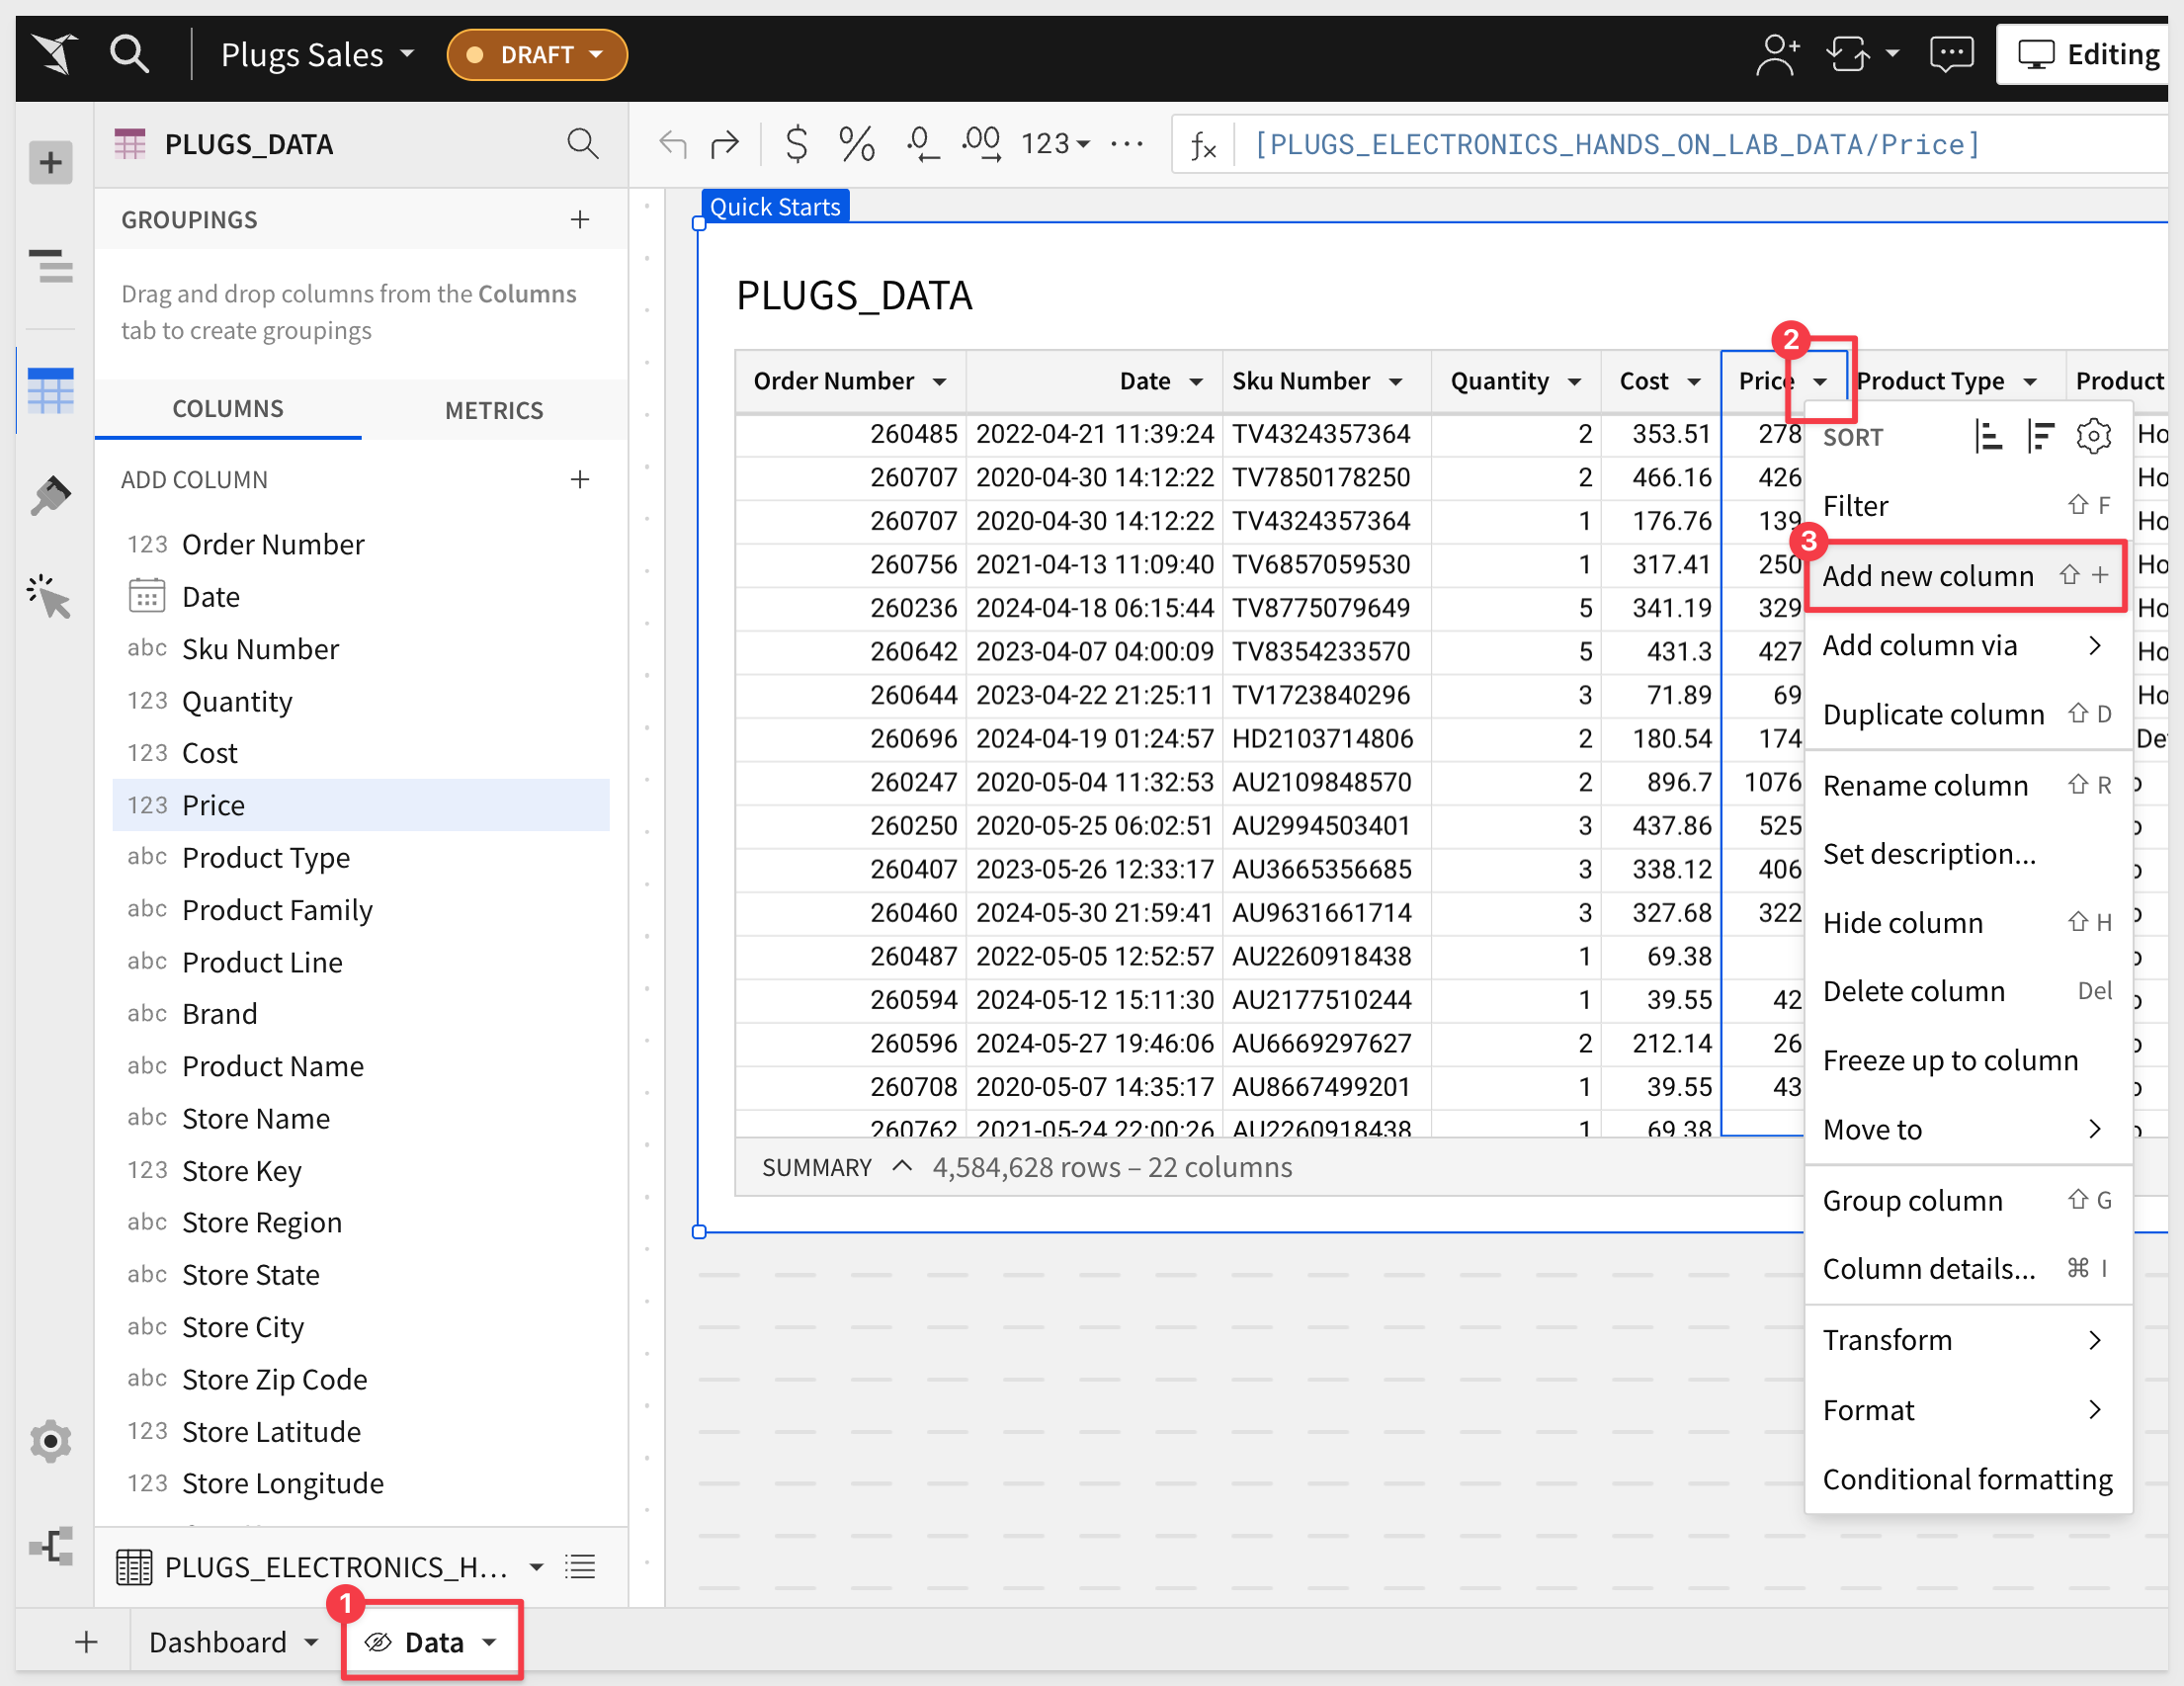 Plugs Sales
DRAFT
Editing
PLUGS_DATA
$ % .0 .00 123 ...
fx [PLUGS_ELECTRONICS_HANDS_ON_LAB_DATA/Price]
GROUPINGS
Drag and drop columns from the Columns
tab to create groupings
COLUMNS METRICS
ADD COLUMN
123 Order Number
Date
abc Sku Number
123 Quantity
123 Cost
123 Price
abc Product Type
abc Product Family
abc Product Line
abc Brand
abc Product Name
abc Store Name
123 Store Key
abc Store Region
abc Store State
abc Store City
abc Store Zip Code
123 Store Latitude
123 Store Longitude
PLUGS_ELECTRONICS_H...
Quick Starts
PLUGS_DATA
2
Order Number Date Sku Number Quantity Cost Price Product Type Product
260485 2022-04-21 11:39:24 TV4324357364 2 353.51 278 Ho
260707 2020-04-30 14:12:22 TV7850178250 2 466.16 426 Ho
260707 2020-04-30 14:12:22 TV4324357364 1 176.76 139 Ho
260756 2021-04-13 11:09:40 TV6857059530 1 317.41 250 Ho
260236 2024-04-18 06:15:44 TV8775079649 5 341.19 329 Ho
260642 2023-04-07 04:00:09 TV8354233570 5 431.3 427 Ho
260644 2023-04-22 21:25:11 TV1723840296 3 71.89 69 Ho
260696 2024-04-19 01:24:57 HD2103714806 2 180.54 174 De
260247 2020-05-04 11:32:53 AU2109848570 2 896.7 1076
260250 2020-05-25 06:02:51 AU2994503401 3 437.86 525
260407 2023-05-26 12:33:17 AU3665356685 3 338.12 406
260460 2024-05-30 21:59:41 AU9631661714 3 327.68 322
260487 2022-05-05 12:52:57 AU2260918438 1 69.38
260594 2024-05-12 15:11:30 AU2177510244 1 39.55 42
260596 2024-05-27 19:46:06 AU6669297627 2 212.14 26
260708 2020-05-07 14:35:17 AU8667499201 1 39.55 43
260762 2021-05-24 22:00:26 AU2260918438 1 69.38
SUMMARY 4,584,628 rows – 22 columns
SORT
Filter ⇧ F
3
Add new column ⇧ +
Add column via
Duplicate column ⇧ D
Rename column ⇧ R
Set description...
Hide column ⇧ H
Delete column Del
Freeze up to column
Move to
Group column ⇧ G
Column details... ⌘ I
Transform
Format
Conditional formatting
1
+ Dashboard Data